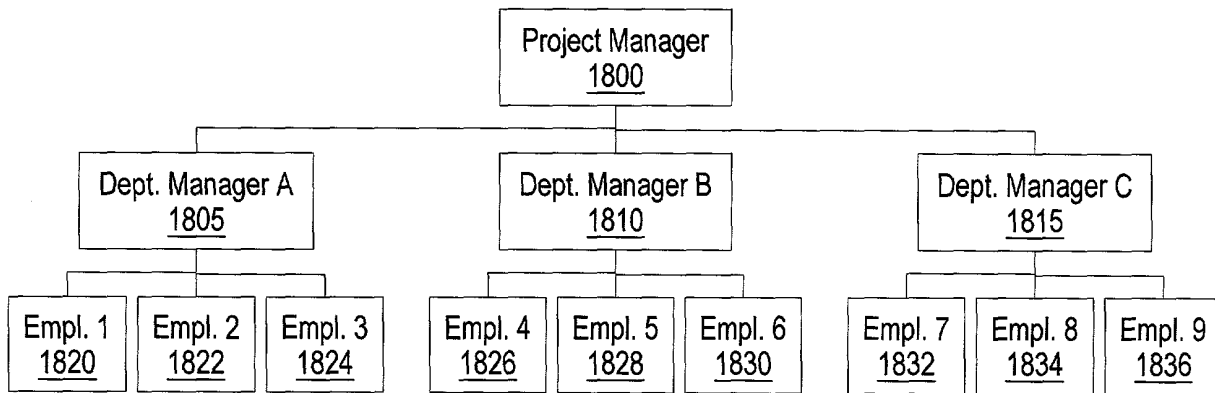 Project Manager
1800
Dept. Manager A
1805
Dept. Manager B
1810
Dept. Manager C
1815
Empl. 1
1820
Empl. 2
1822
Empl. 3
1824
Empl. 4
1826
Empl. 5
1828
Empl. 6
1830
Empl. 7
1832
Empl. 8
1834
Empl. 9
1836